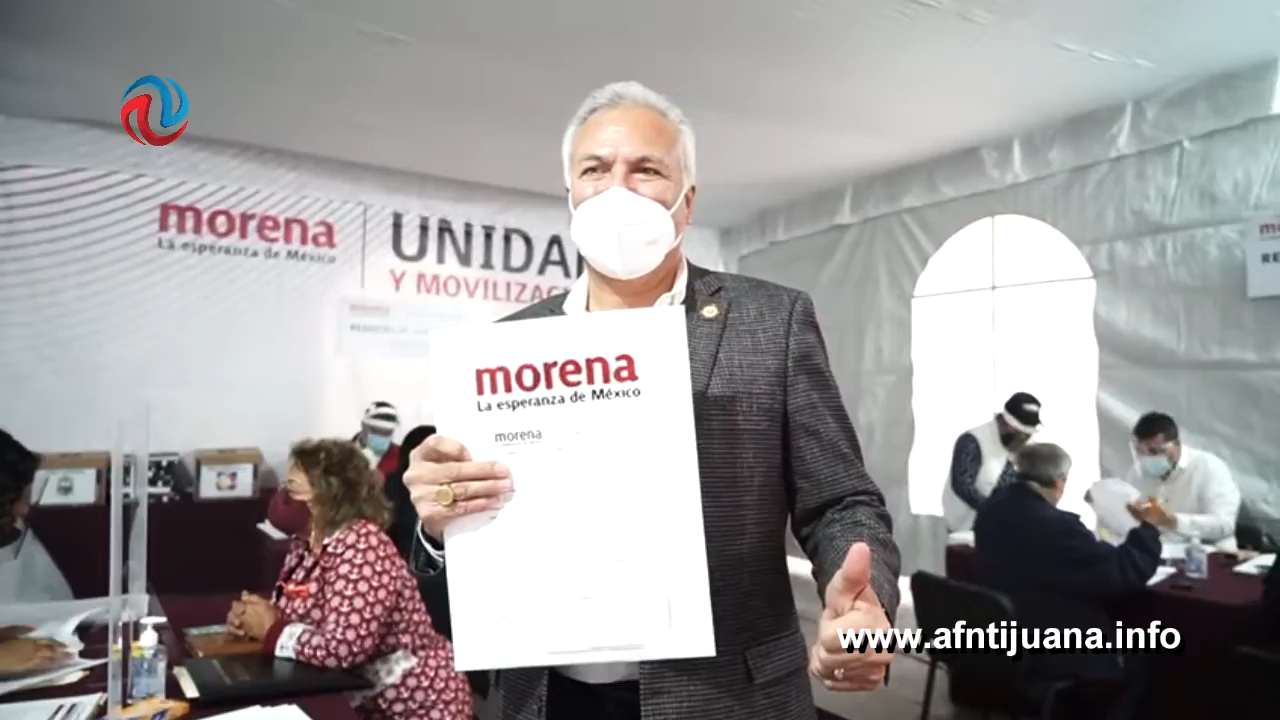 morena
La esperanza de México
UNIDA
Y MOVILIZAC
morena
La esperanza de México
morena
www.afntijuana.info